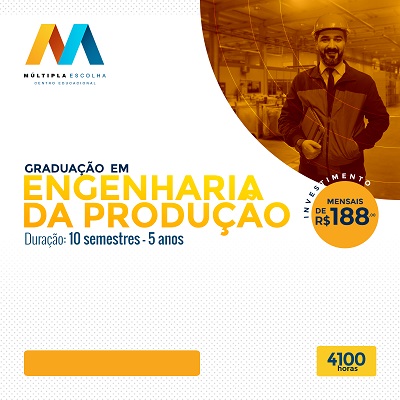 MÚLTIPLA ESCOLHA
CENTRO EDUCACIONAL
GRADUAÇÃO EM
ENGENHARIA
DA PRODUÇÃO
Duração: 10 semestres - 5 anos
INVESTIMENTO
MENSAIS
DE
R$188,00
4100
horas